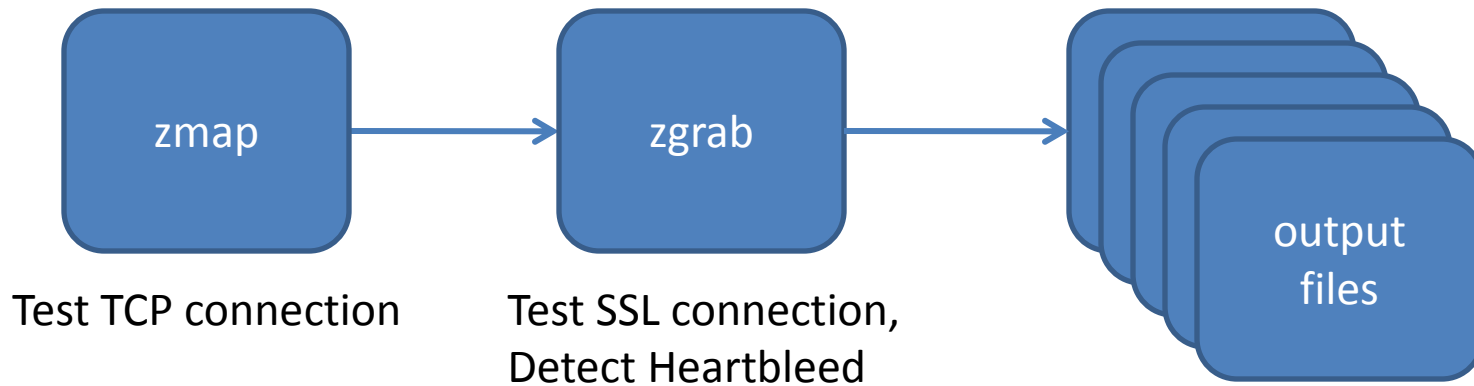 zmap
zgrab
output
files
Test TCP connection
Test SSL connection,
Detect Heartbleed